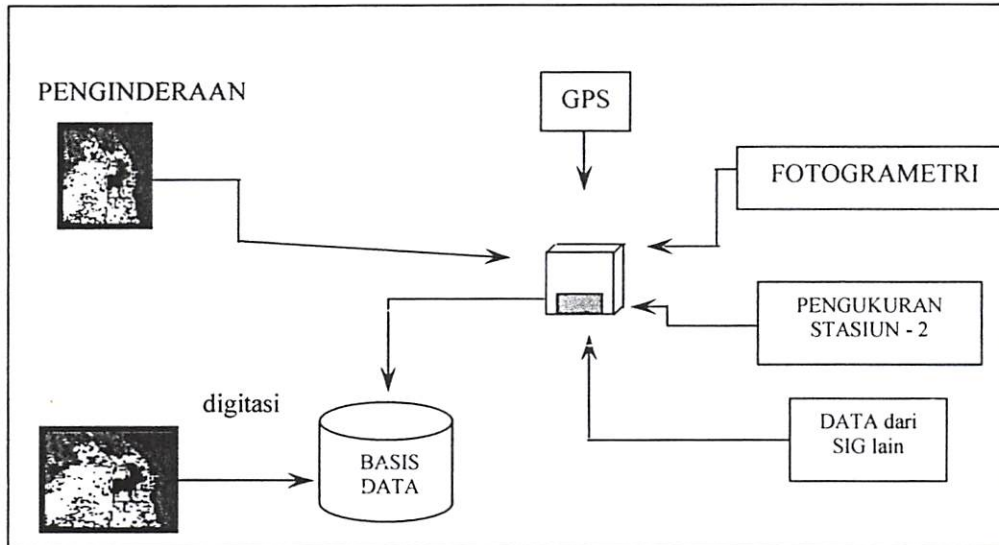 PENGINDERAAN
GPS
FOTOGRAMETRI
PENGUKURAN
STASIUN - 2
digitasi
BASIS
DATA
DATA dari
SIG lain